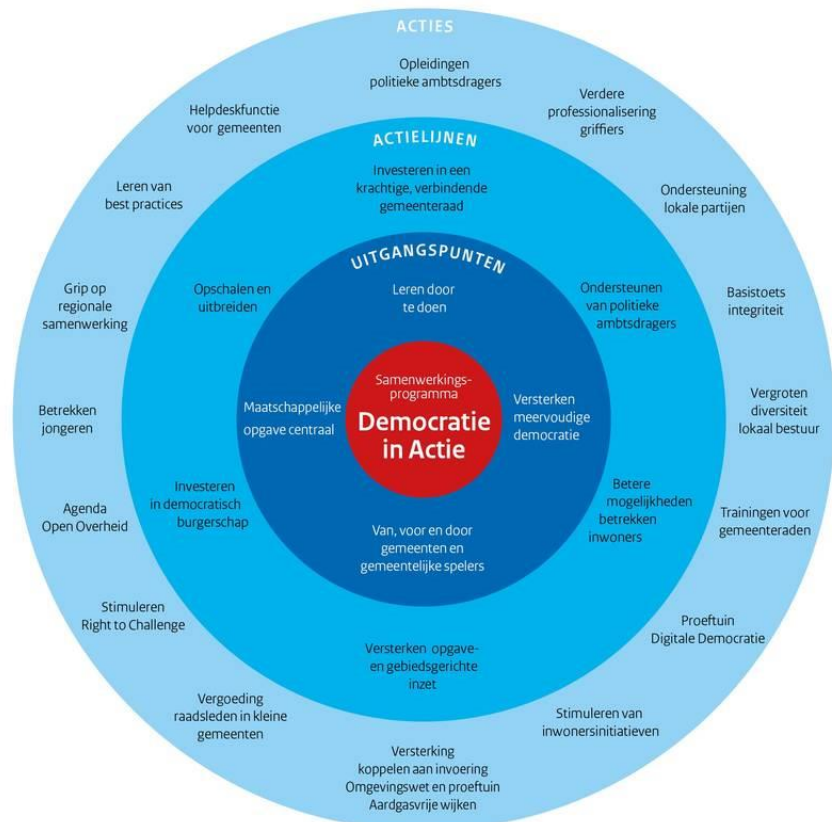 ACTIES
Opleidingen
politieke ambtsdragers
Verdere
professionalisering
griffiers
Ondersteuning
lokale partijen
Basistoets
integriteit
Vergroten
diversiteit
lokaal bestuur
Trainingen voor
gemeenteraden
Proeftuin
Digitale Democratie
Stimuleren van
inwonersinitiatieven
Versterking
koppelen aan invoering
Omgevingswet en proeftuin
Aardgasvrije wijken
Vergoeding
raadsleden in kleine
gemeenten
Stimuleren
Right to Challenge
Agenda
Open Overheid
Betrekken
jongeren
Grip op
regionale
samenwerking
Leren van
best practices
Helpdeskfunctie
voor gemeenten
ACTIELIJNEN
Investeren in een
krachtige, verbindende
gemeenteraad
Ondersteunen
van politieke
ambtsdragers
Betere
mogelijkheden
betrekken
inwoners
Versterken opgave-
en gebiedsgerichte
inzet
Investeren
in democratisch
burgerschap
Opschalen en
uitbreiden
UITGANGSPUNTEN
Leren door
te doen
Versterken
meervoudige
democratie
Van, voor en door
gemeenten en
gemeentelijke spelers
Maatschappelijke
opgave centraal
Samenwerkings-
programma
Democratie
in Actie